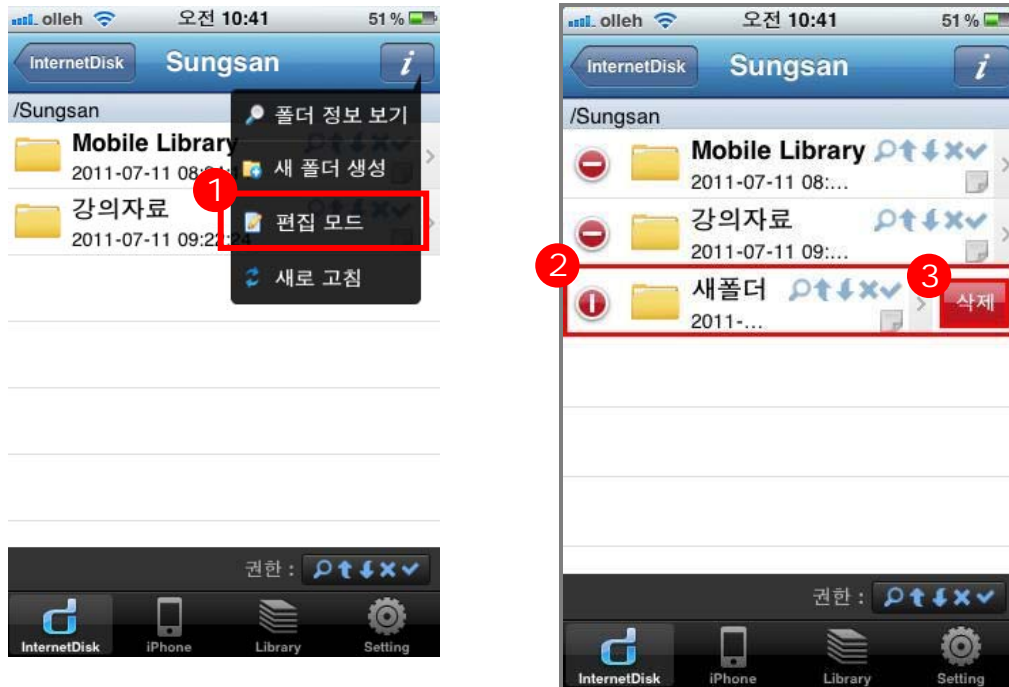 olleh 오전 10:41 51 %
InternetDisk Sungsan i
/Sungsan
폴더 정보 보기
Mobile Library
2011-07-11 08:
새 폴더 생성
1
강의자료
편집 모드
2011-07-11 09:22:24
새로 고침
권한 :
InternetDisk iPhone Library Setting
olleh 오전 10:41 51 %
InternetDisk Sungsan i
/Sungsan
Mobile Library
2011-07-11 08:...
강의자료
2011-07-11 09:...
2
3
새폴더
삭제
2011-...
권한 :
InternetDisk iPhone Library Setting